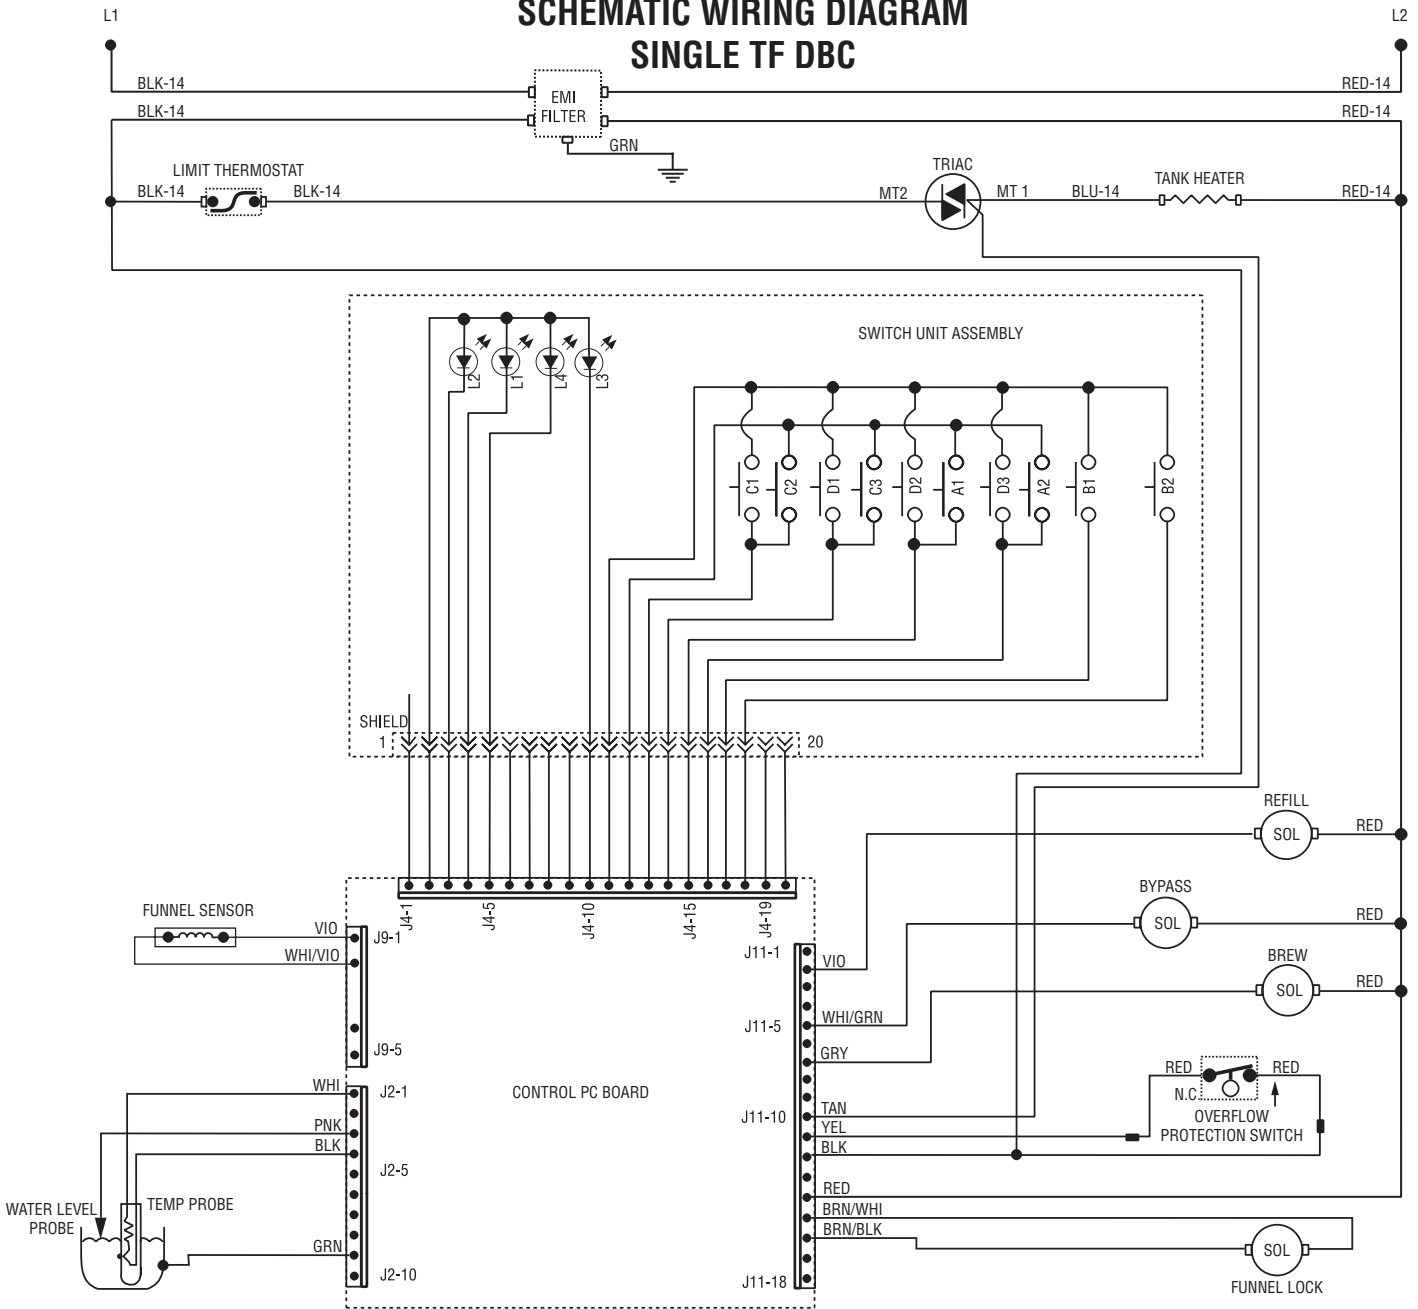 SCHEMATIC WIRING DIAGRAM
SINGLE TF DBC
L1
L2
BLK-14
EMI
FILTER
RED-14
BLK-14
RED-14
GRN
LIMIT THERMOSTAT
TRIAC
TANK HEATER
BLK-14
BLK-14
MT2
MT 1
BLU-14
RED-14
SWITCH UNIT ASSEMBLY
L2
L1
L4
L3
C1
C2
D1
C3
D2
A1
D3
A2
B1
B2
SHIELD
1
20
REFILL
SOL
RED
BYPASS
SOL
RED
BREW
SOL
RED
FUNNEL SENSOR
VIO
WHI/VIO
J4-1
J4-5
J4-10
J4-15
J4-19
J9-1
J9-5
J11-1
VIO
J11-5
WHI/GRN
GRY
RED
RED
N.C.
OVERFLOW
PROTECTION SWITCH
CONTROL PC BOARD
WHI
J2-1
PNK
BLK
J2-5
J11-10
TAN
YEL
BLK
RED
BRN/WHI
BRN/BLK
WATER LEVEL
PROBE
TEMP PROBE
GRN
J2-10
J11-18
SOL
FUNNEL LOCK